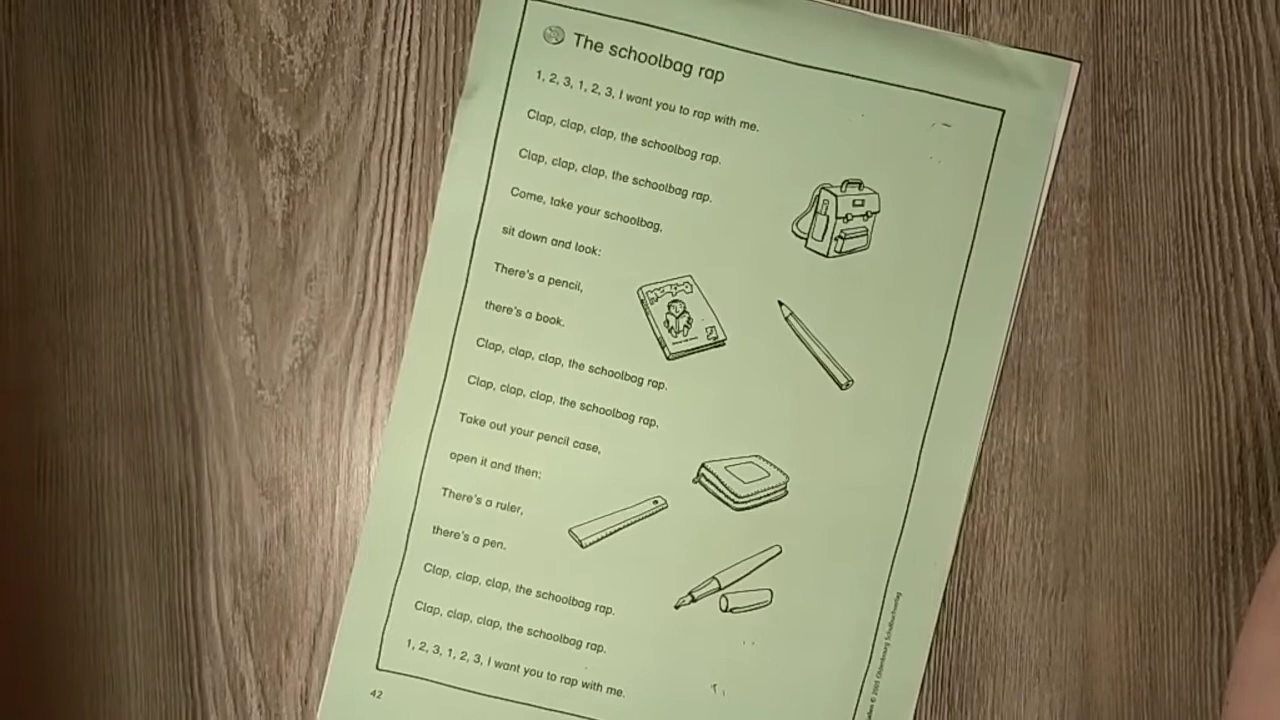 The schoolbag rap
1, 2, 3, 1, 2, 3, I want you to rap with me.
Clap, clap, clap, the schoolbag rap.
Clap, clap, clap, the schoolbag rap.
Come, take your schoolbag,
sit down and look:
There's a pencil,
there's a book.
Clap, clap, clap, the schoolbag rap.
Clap, clap, clap, the schoolbag rap.
Take out your pencil case,
open it and then:
There's a ruler,
there's a pen.
Clap, clap, clap, the schoolbag rap.
Clap, clap, clap, the schoolbag rap.
1, 2, 3, 1, 2, 3, I want you to rap with me.
42
© 2005 Oldenbourg Schulbuchverlag